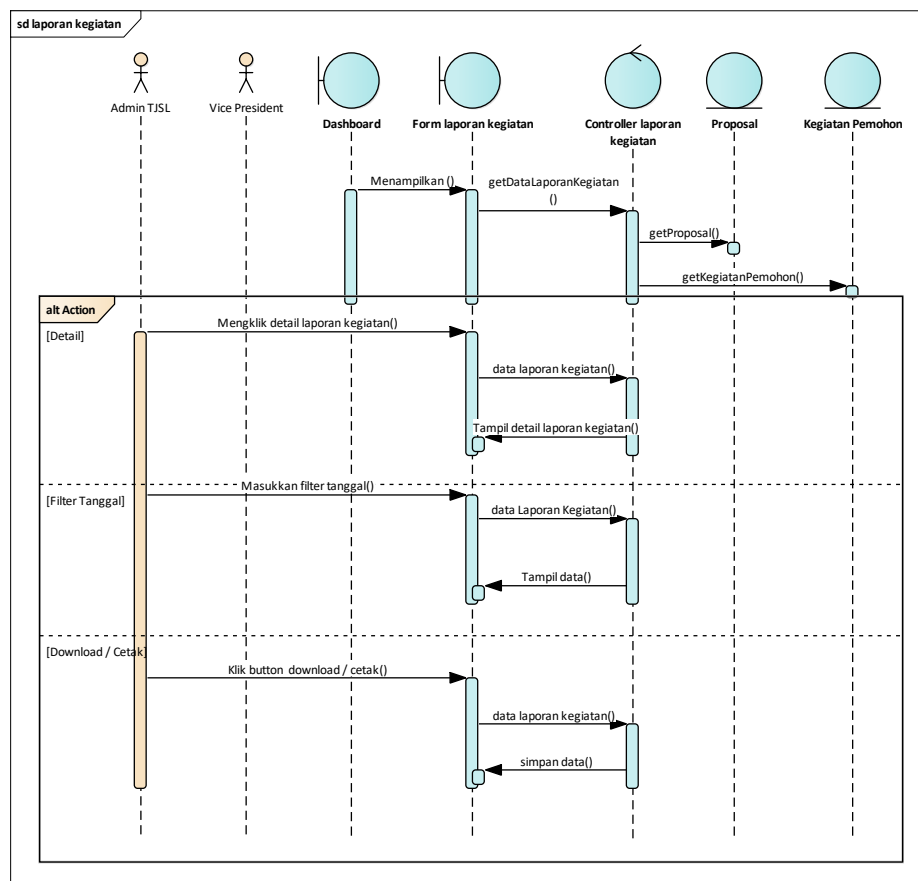 sd laporan kegiatan
Admin TJSL
Vice President
Dashboard
Form laporan kegiatan
Controller laporan
kegiatan
Proposal
Kegiatan Pemohon
Menampilkan ()
getDataLaporanKegiatan
()
getProposal()
getKegiatanPemohon()
alt Action
Mengklik detail laporan kegiatan()
[Detail]
data laporan kegiatan()
Tampil detail laporan kegiatan()
Masukkan filter tanggal()
[Filter Tanggal]
data Laporan Kegiatan()
Tampil data()
[Download / Cetak]
Klik button download / cetak()
data laporan kegiatan()
simpan data()